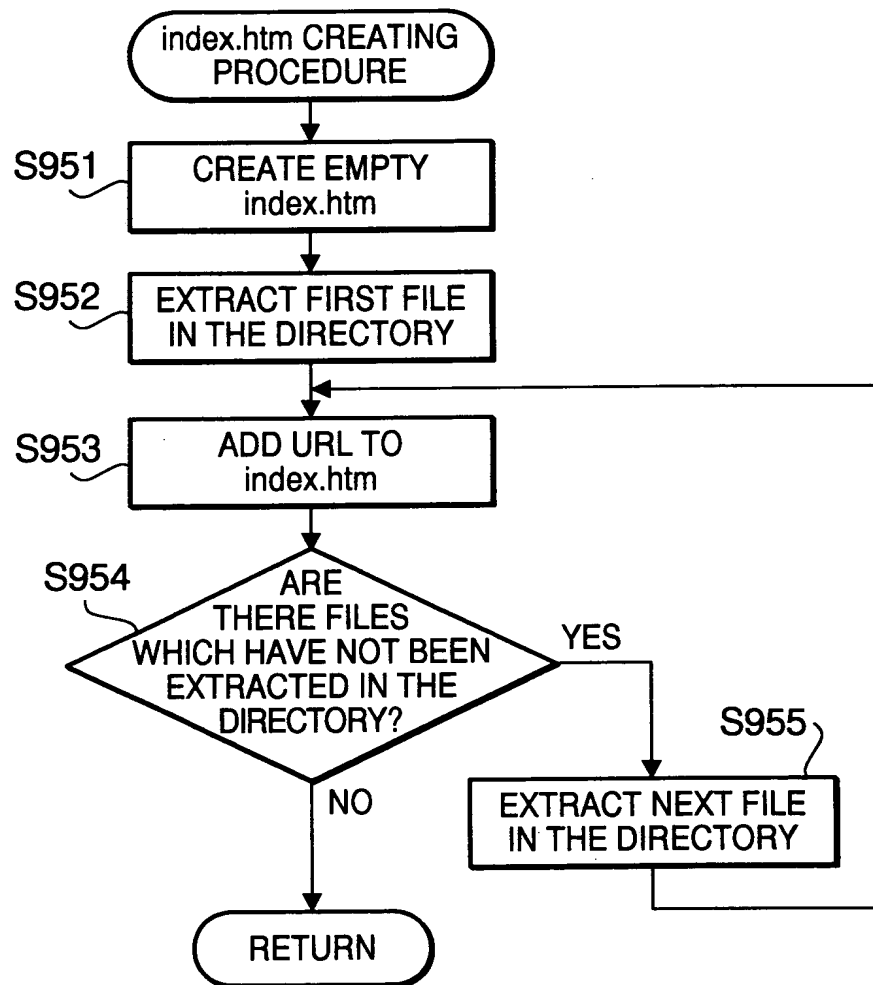 index.htm CREATING
PROCEDURE
S951
CREATE EMPTY
index.htm
S952
EXTRACT FIRST FILE
IN THE DIRECTORY
S953
ADD URL TO
index.htm
S954
ARE
THERE FILES
WHICH HAVE NOT BEEN
EXTRACTED IN THE
DIRECTORY?
YES
S955
EXTRACT NEXT FILE
IN THE DIRECTORY
NO
RETURN